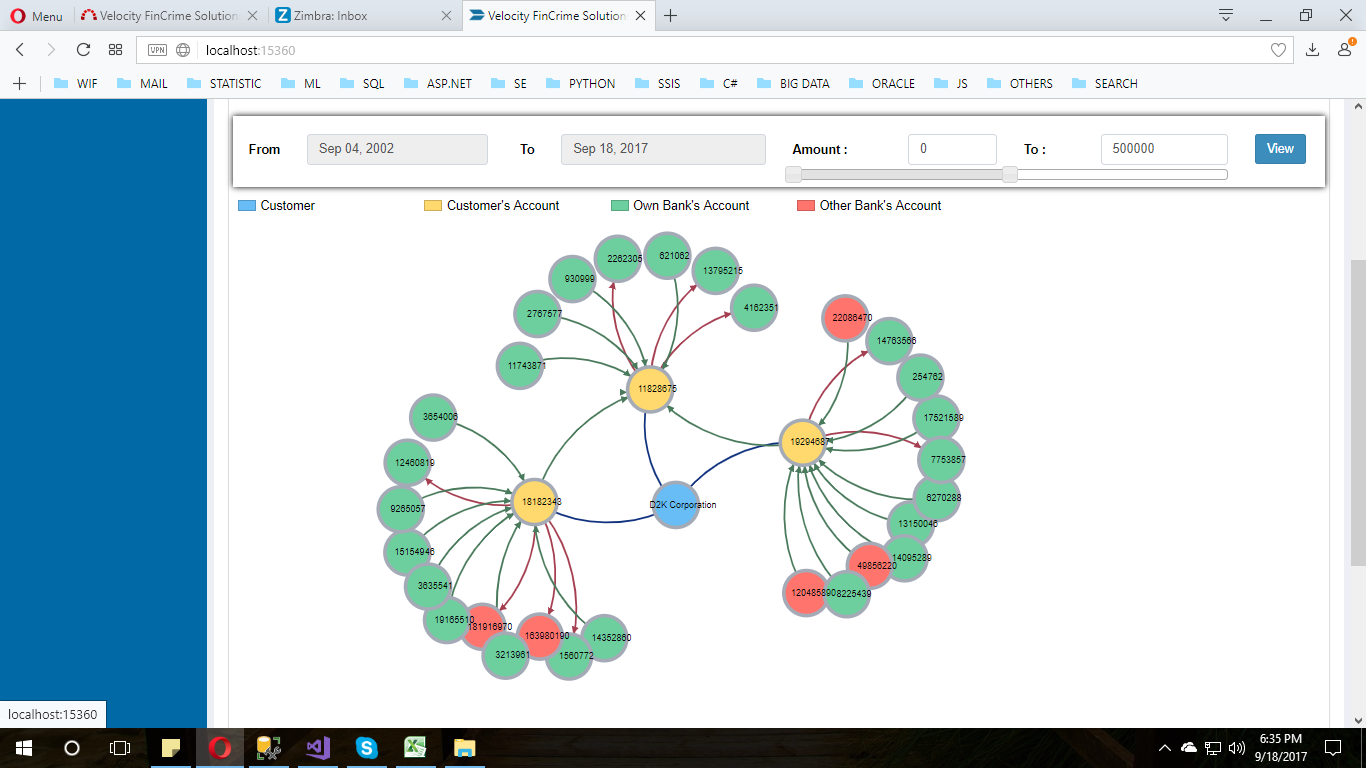 Menu
Velocity FinCrime Solution
Zimbra: Inbox
Velocity FinCrime Solution
VPN
localhost:15360
WIF MAIL STATISTIC ML SQL ASP.NET SE PYTHON SSIS C# BIG DATA ORACLE JS OTHERS SEARCH
From Sep 04, 2002 To Sep 18, 2017 Amount : 0 To : 500000 View
Customer Customer's Account Own Bank's Account Other Bank's Account
2262305
621062
13795215
930999
4162351
2767577
22086470
14763566
11743871
254762
11828675
3654006
17521589
19294687
12460819
7753857
6270288
18182343
D2K Corporation
9265057
13150046
15154946
14095289
49856220
3635541
120485890
8225439
19165510
181916970
163980190
14352860
3213961
1560772
localhost:15360
6:35 PM
9/18/2017